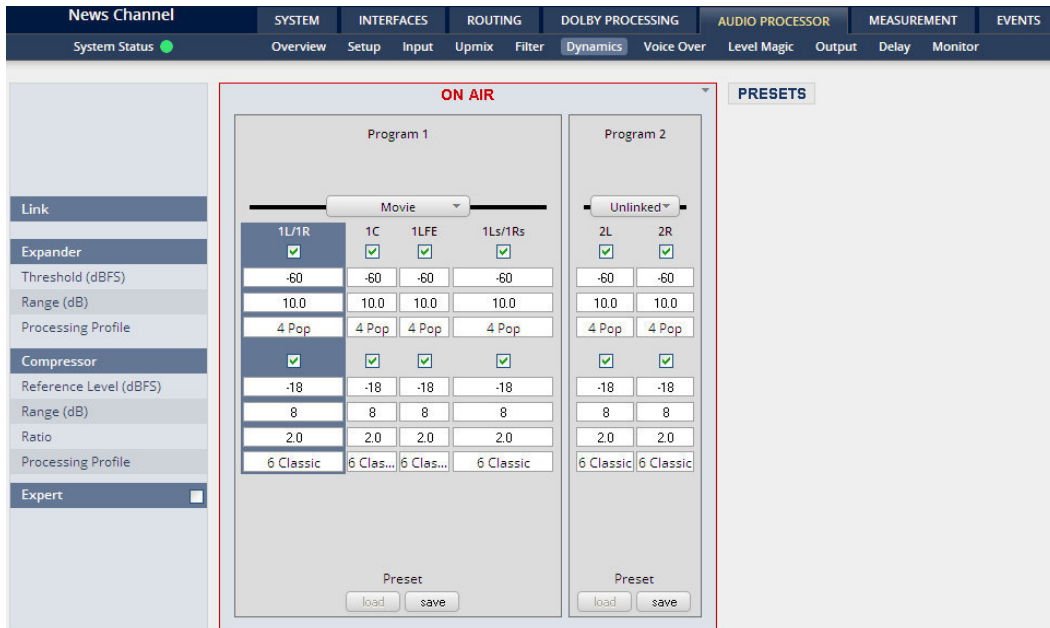 News Channel
SYSTEM INTERFACES ROUTING DOLBY PROCESSING AUDIO PROCESSOR MEASUREMENT EVENTS
System Status Overview Setup Input Upmix Filter Dynamics Voice Over Level Magic Output Delay Monitor
ON AIR PRESETS
Program 1 Program 2
Link Movie Unlinked
1L/1R 1C 1LFE 1Ls/1Rs 2L 2R
Expander
Threshold (dBFS) -60 -60 -60 -60 -60 -60
Range (dB) 10.0 10.0 10.0 10.0 10.0 10.0
Processing Profile 4 Pop 4 Pop 4 Pop 4 Pop 4 Pop 4 Pop
Compressor
Reference Level (dBFS) -18 -18 -18 -18 -18 -18
Range (dB) 8 8 8 8 8 8
Ratio 2.0 2.0 2.0 2.0 2.0 2.0
Processing Profile 6 Classic 6 Clas... 6 Clas... 6 Classic 6 Classic 6 Classic
Expert
Preset Preset
load save load save